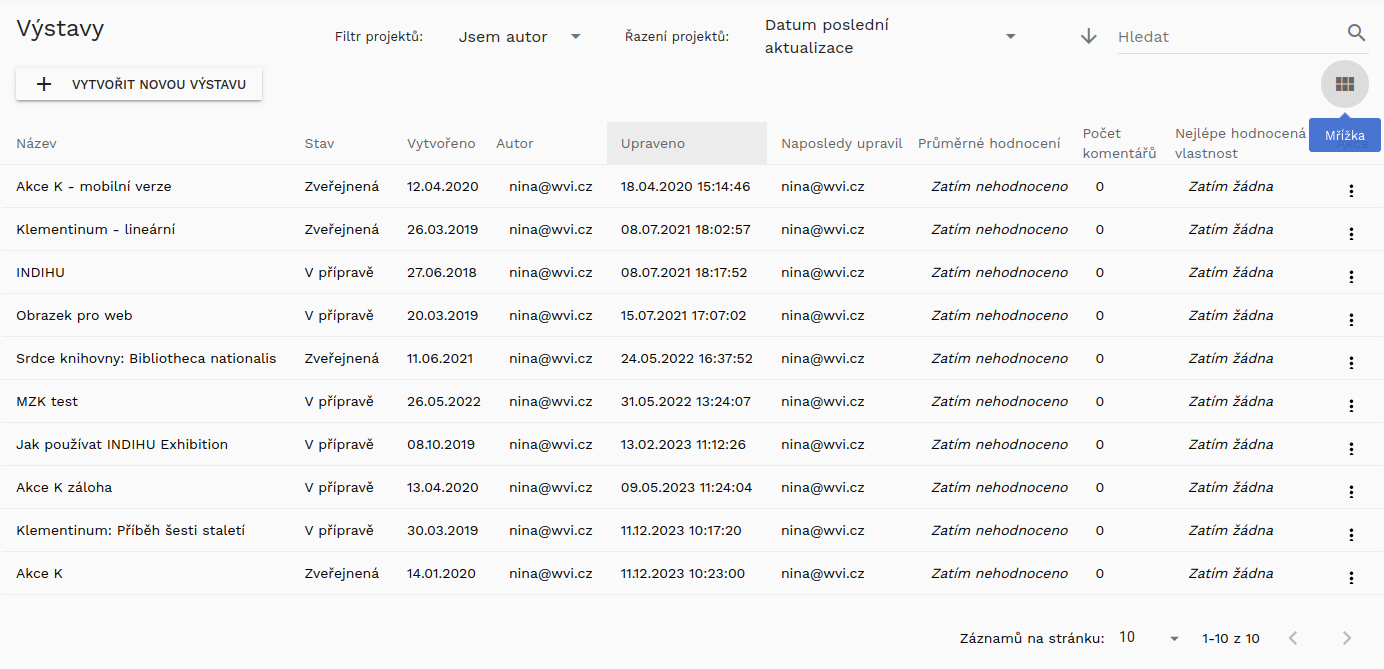 Výstavy
Filtr projektů: Jsem autor Řazení projektů: Datum poslední aktualizace Hledat
VYTVOŘIT NOVOU VÝSTAVU
Mřížka
Název Stav Vytvořeno Autor Upraveno Naposledy upravil Průměrné hodnocení Počet komentářů Nejlépe hodnocená vlastnost Akce
Akce K - mobilní verze Zveřejnená 12.04.2020 nina@wvi.cz 18.04.2020 15:14:46 nina@wvi.cz Zatím nehodnoceno 0 Zatím žádna
Klementinum - lineární Zveřejnená 26.03.2019 nina@wvi.cz 08.07.2021 18:02:57 nina@wvi.cz Zatím nehodnoceno 0 Zatím žádna
INDIHU V přípravě 27.06.2018 nina@wvi.cz 08.07.2021 18:17:52 nina@wvi.cz Zatím nehodnoceno 0 Zatím žádna
Obrazek pro web V přípravě 20.03.2019 nina@wvi.cz 15.07.2021 17:07:02 nina@wvi.cz Zatím nehodnoceno 0 Zatím žádna
Srdce knihovny: Bibliotheca nationalis Zveřejnená 11.06.2021 nina@wvi.cz 24.05.2022 16:37:52 nina@wvi.cz Zatím nehodnoceno 0 Zatím žádna
MZK test V přípravě 26.05.2022 nina@wvi.cz 31.05.2022 13:24:07 nina@wvi.cz Zatím nehodnoceno 0 Zatím žádna
Jak používat INDIHU Exhibition V přípravě 08.10.2019 nina@wvi.cz 13.02.2023 11:12:26 nina@wvi.cz Zatím nehodnoceno 0 Zatím žádna
Akce K záloha V přípravě 13.04.2020 nina@wvi.cz 09.05.2023 11:24:04 nina@wvi.cz Zatím nehodnoceno 0 Zatím žádna
Klementinum: Příběh šesti staletí V přípravě 30.03.2019 nina@wvi.cz 11.12.2023 10:17:20 nina@wvi.cz Zatím nehodnoceno 0 Zatím žádna
Akce K Zveřejnená 14.01.2020 nina@wvi.cz 11.12.2023 10:23:00 nina@wvi.cz Zatím nehodnoceno 0 Zatím žádna
Záznamů na stránku: 10 1-10 z 10